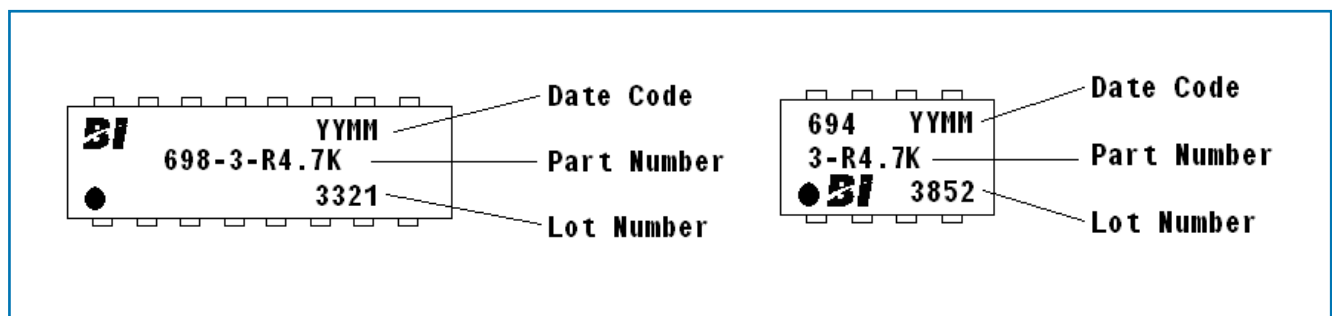 BI YYMM
698-3-R4.7K
3321
Date Code
Part Number
Lot Number
694 YYMM
3-R4.7K
BI 3852
Date Code
Part Number
Lot Number